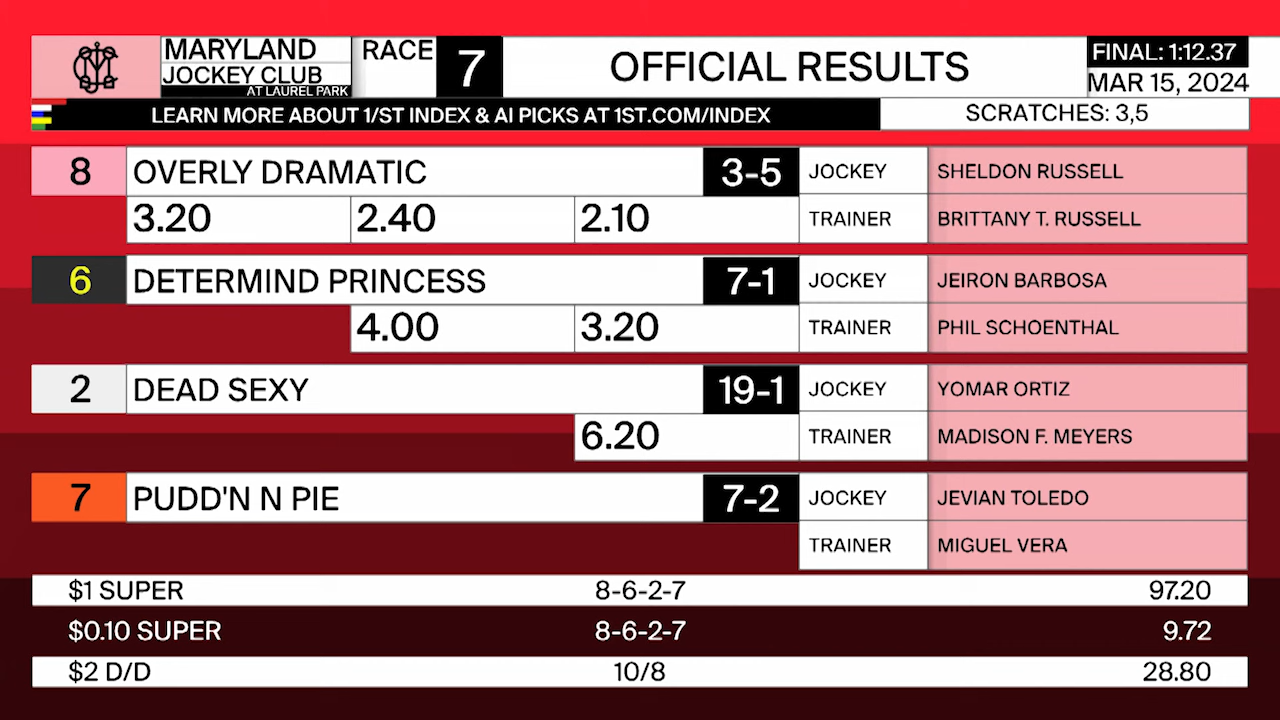 MARYLAND
JOCKEY CLUB
AT LAUREL PARK
RACE 7
OFFICIAL RESULTS
FINAL: 1:12.37
MAR 15, 2024
LEARN MORE ABOUT 1/ST INDEX & AI PICKS AT 1ST.COM/INDEX
SCRATCHES: 3,5
8 OVERLY DRAMATIC 3-5 JOCKEY SHELDON RUSSELL
3.20 2.40 2.10 TRAINER BRITTANY T. RUSSELL
6 DETERMIND PRINCESS 7-1 JOCKEY JEIRON BARBOSA
4.00 3.20 TRAINER PHIL SCHOENTHAL
2 DEAD SEXY 19-1 JOCKEY YOMAR ORTIZ
6.20 TRAINER MADISON F. MEYERS
7 PUDD'N N PIE 7-2 JOCKEY JEVIAN TOLEDO
TRAINER MIGUEL VERA
$1 SUPER 8-6-2-7 97.20
$0.10 SUPER 8-6-2-7 9.72
$2 D/D 10/8 28.80